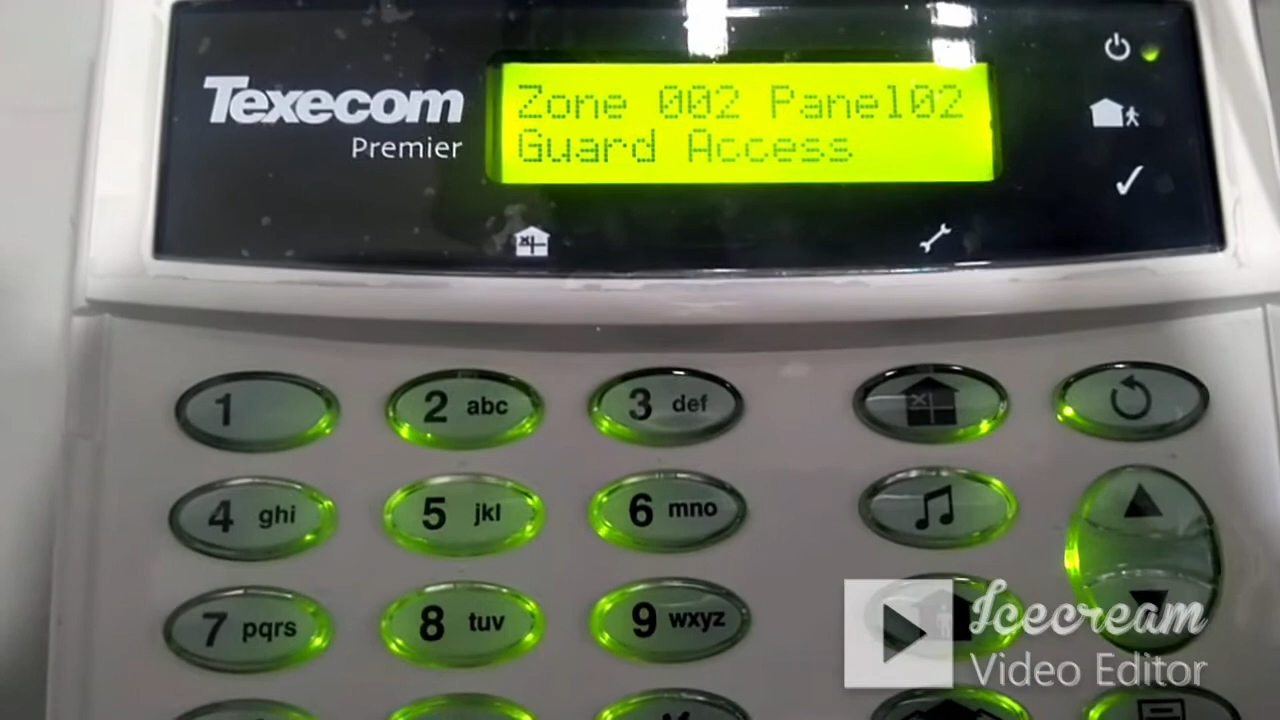 Texecom
Premier
Zone 002 Panel02
Guard Access
1
2 abc
3 def
4 ghi
5 jkl
6 mno
7 pqrs
8 tuv
9 wxyz
Icecream
Video Editor